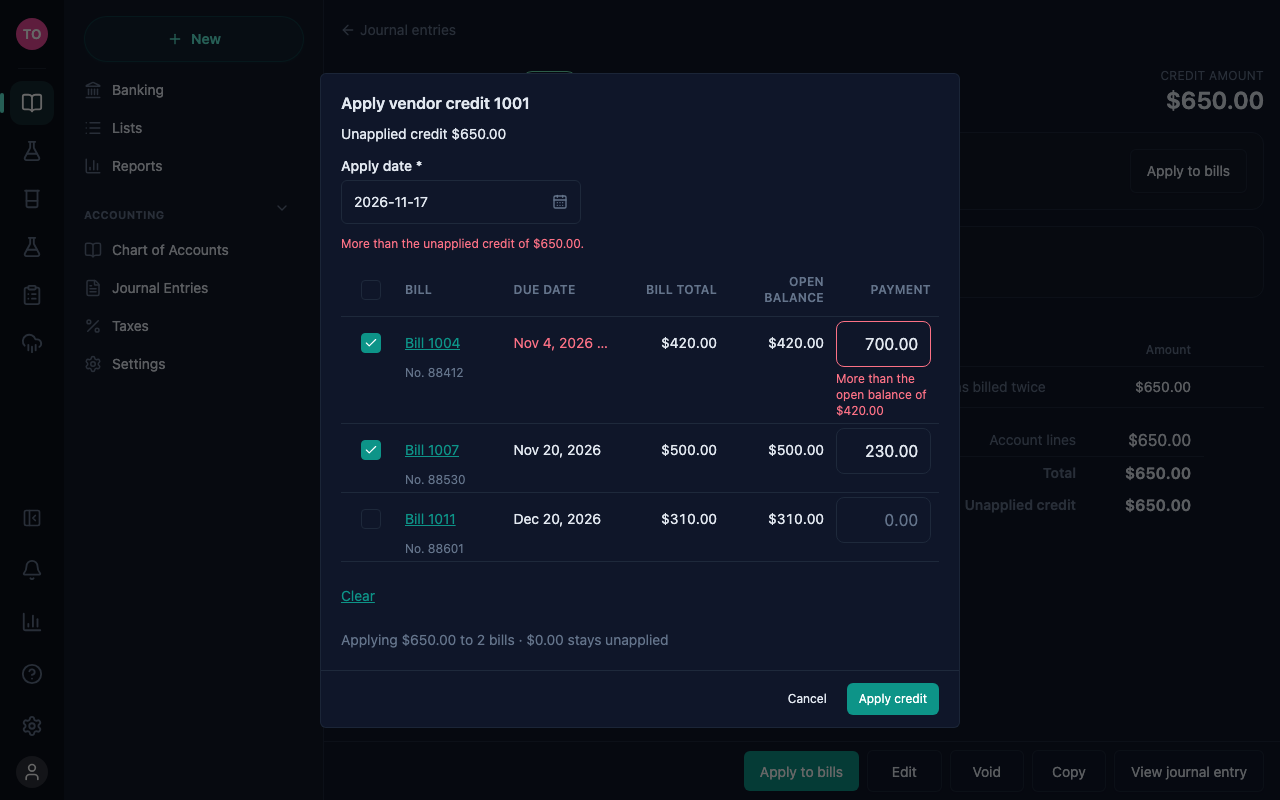 TO
New
Banking
Lists
Reports
ACCOUNTING
Chart of Accounts
Journal Entries
Taxes
Settings
Journal entries
CREDIT AMOUNT
$650.00
Apply to bills
Apply vendor credit 1001
Unapplied credit $650.00
Apply date *
2026-11-17
More than the unapplied credit of $650.00.
BILL DUE DATE BILL TOTAL OPEN BALANCE PAYMENT
Bill 1004 Nov 4, 2026 ... $420.00 $420.00 700.00
No. 88412
More than the
open balance of
$420.00
Bill 1007 Nov 20, 2026 $500.00 $500.00 230.00
No. 88530
Bill 1011 Dec 20, 2026 $310.00 $310.00 0.00
No. 88601
Clear
Applying $650.00 to 2 bills · $0.00 stays unapplied
Cancel Apply credit
Amount
billed twice $650.00
Account lines $650.00
Total $650.00
Unapplied credit $650.00
Apply to bills Edit Void Copy View journal entry